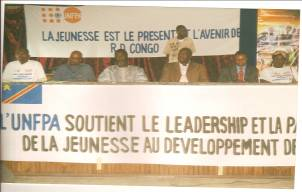 UNFPA
LA JEUNESSE EST LE PRESENT ET L'AVENIR DE
R.D CONGO
L'UNFPA SOUTIENT LE LEADERSHIP ET LA
DE LA JEUNESSE AU DEVELOPPEMENT DE